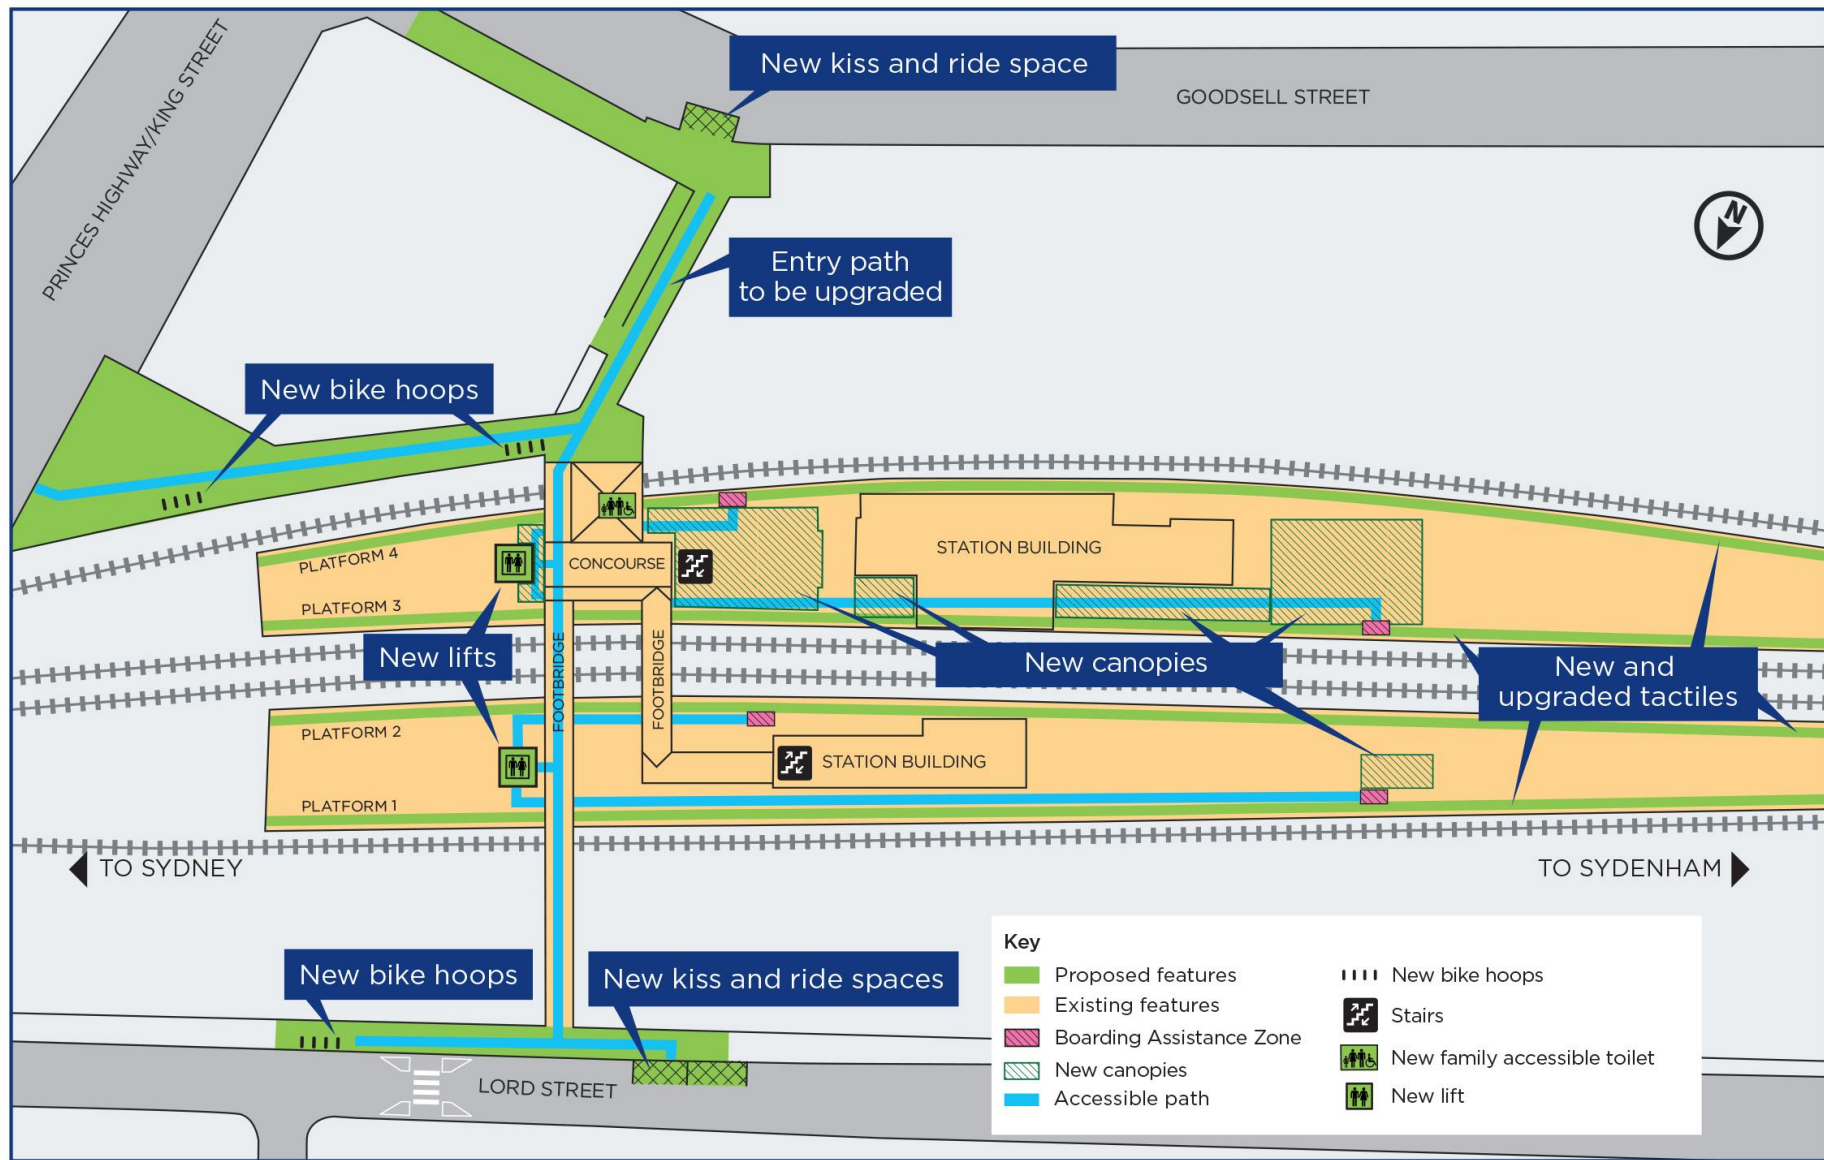 New kiss and ride space
GOODSELL STREET
PRINCES HIGHWAY/KING STREET
N
Entry path
to be upgraded
New bike hoops
PLATFORM 4
CONCOURSE
STATION BUILDING
PLATFORM 3
New lifts
FOOTBRIDGE
FOOTBRIDGE
New canopies
New and
upgraded tactiles
PLATFORM 2
STATION BUILDING
PLATFORM 1
TO SYDNEY
TO SYDENHAM
New bike hoops
New kiss and ride spaces
LORD STREET
Key
Proposed features
Existing features
Boarding Assistance Zone
New canopies
Accessible path
New bike hoops
Stairs
New family accessible toilet
New lift